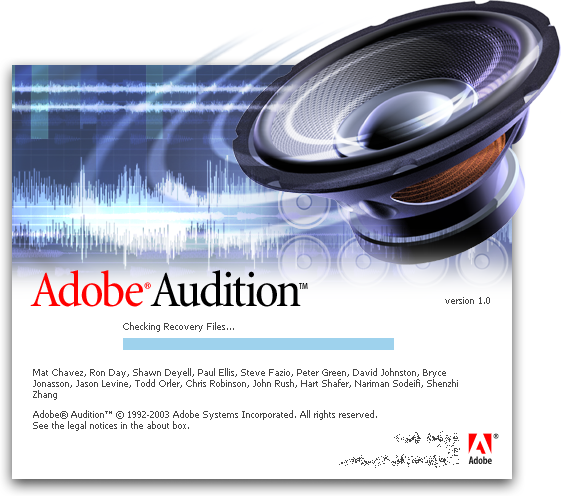 Adobe® Audition™
version 1.0
Checking Recovery Files...
Mat Chavez, Ron Day, Shawn Deyell, Paul Ellis, Steve Fazio, Peter Green, David Johnston, Bryce
Jonasson, Jason Levine, Todd Orler, Chris Robinson, John Rush, Hart Shafer, Nariman Sodeifi, Shenzhi
Zhang
Adobe® Audition™ © 1992-2003 Adobe Systems Incorporated. All rights reserved.
See the legal notices in the about box.
®
Adobe